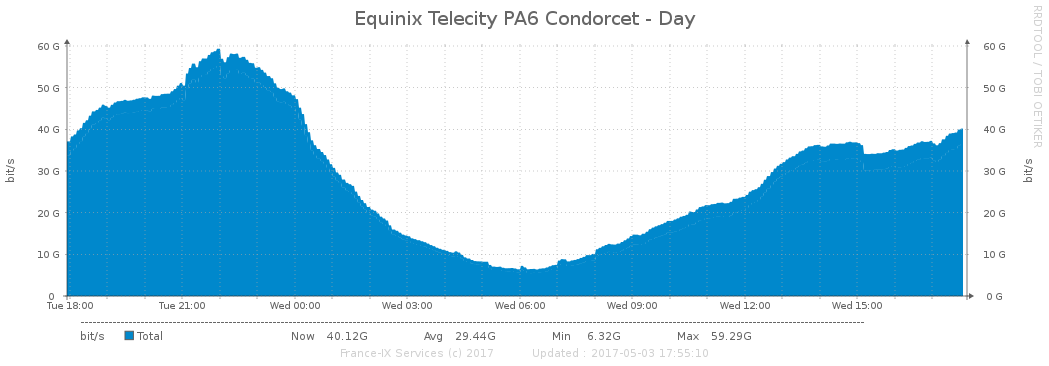 Equinix Telecity PA6 Condorcet - Day
RRDTOOL / TOBI OETIKER
bit/s
60 G 60 G
50 G 50 G
40 G 40 G
30 G 30 G
20 G 20 G
10 G 10 G
0 0 G
bit/s
Tue 18:00 Tue 21:00 Wed 00:00 Wed 03:00 Wed 06:00 Wed 09:00 Wed 12:00 Wed 15:00
bit/s Total Now 40.12G Avg 29.44G Min 6.32G Max 59.29G
France-IX Services (c) 2017 Updated : 2017-05-03 17:55:10